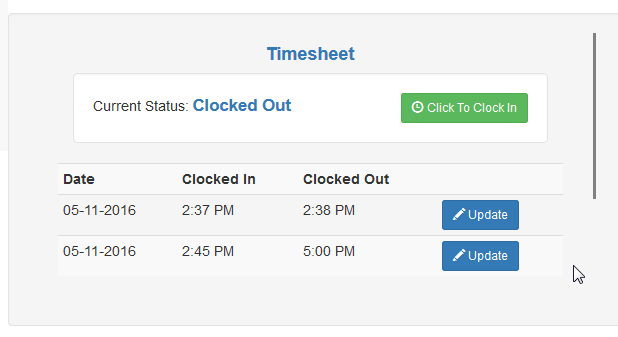 Timesheet
Current Status: Clocked Out Click To Clock In
Date Clocked In Clocked Out
05-11-2016 2:37 PM 2:38 PM Update
05-11-2016 2:45 PM 5:00 PM Update